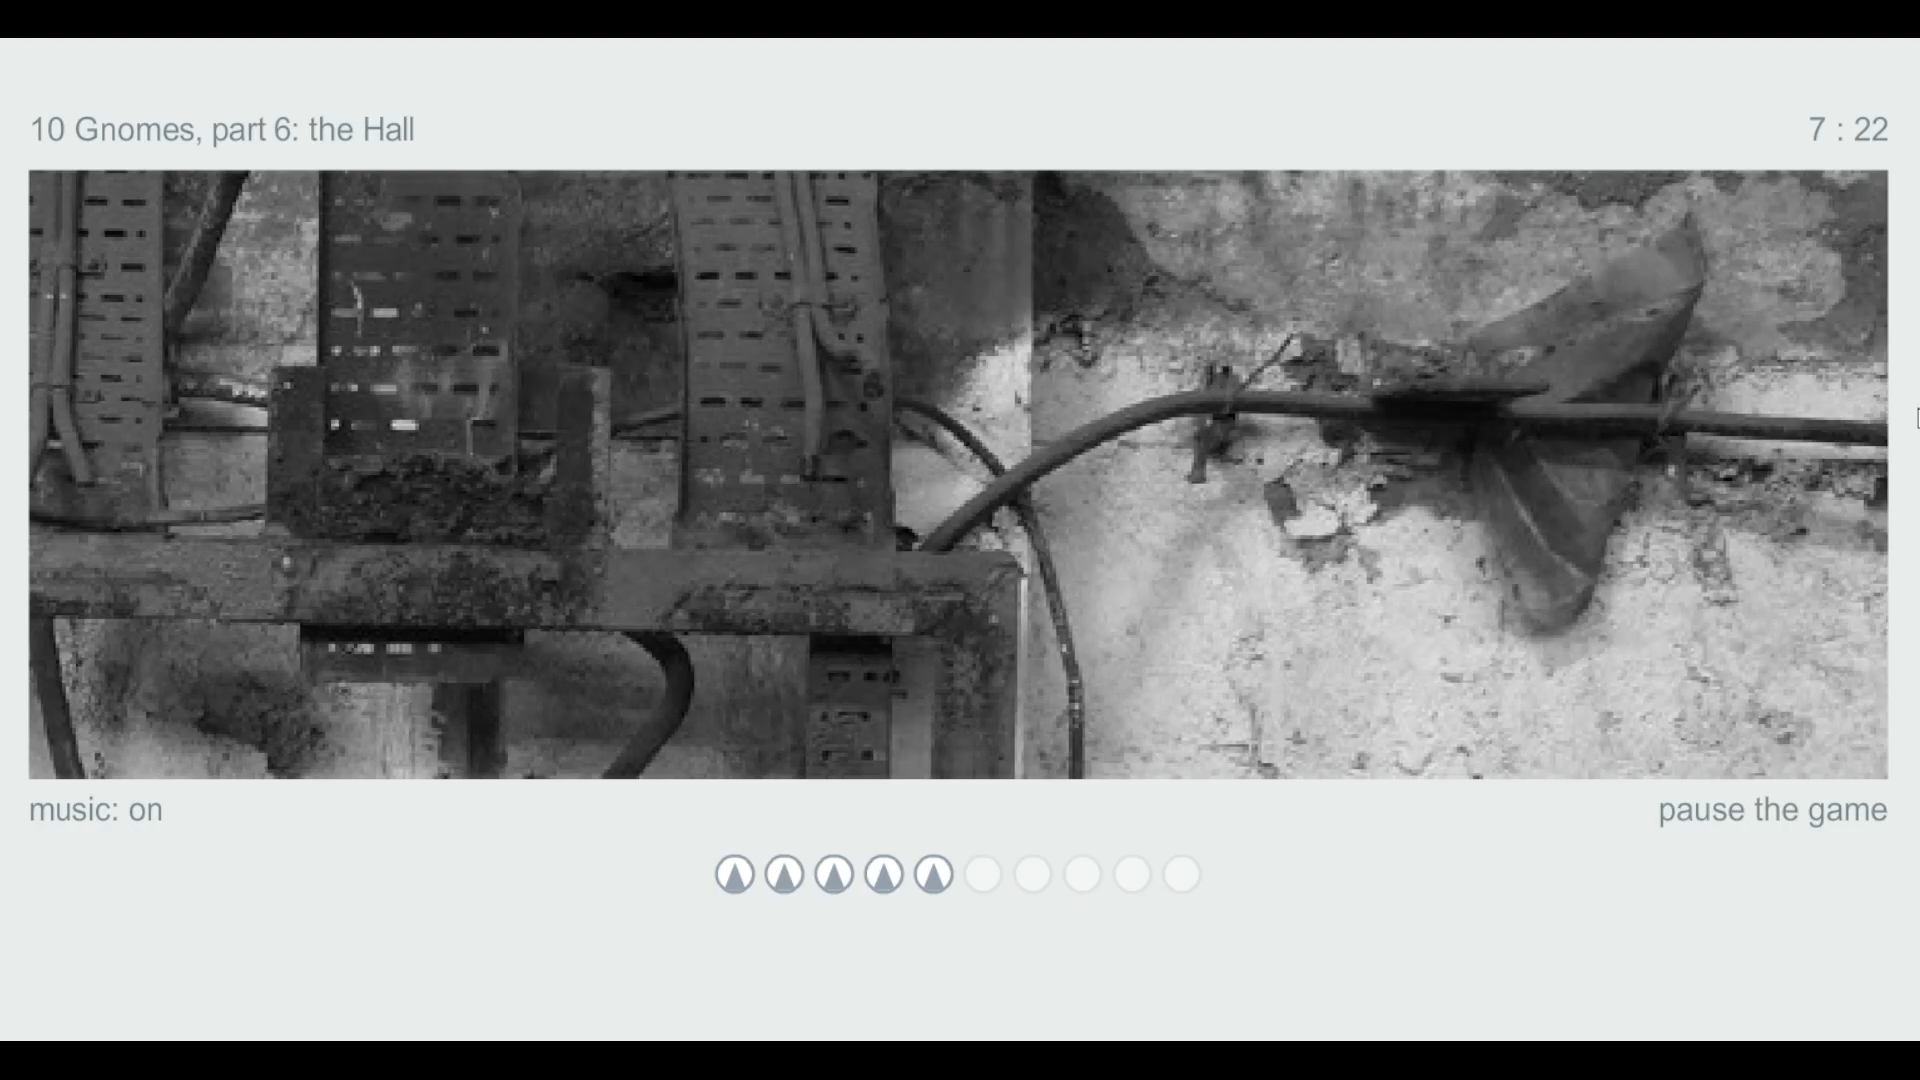 10 Gnomes, part 6: the Hall
7 : 22
music: on
pause the game